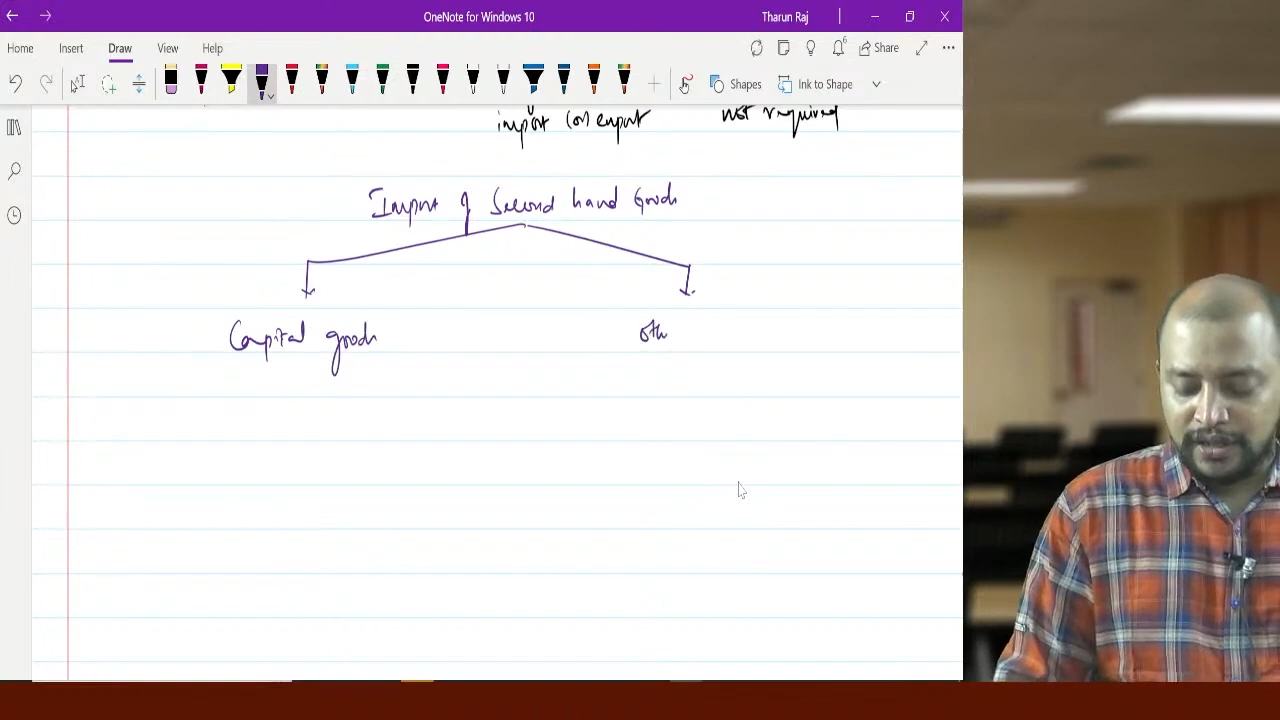 OneNote for Windows 10
Tharun Raj
Home Insert Draw View Help
6
Share
Shapes
Ink to Shape
import (or) export
not required
Import of Second hand Goods
Capital goods
oth